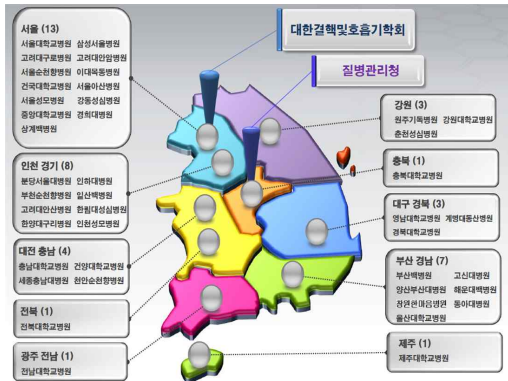 서울 (13)
서울대학교병원 삼성서울병원
고려대구로병원 고려대안암병원
서울순천향병원 이대목동병원
건국대학교병원 서울아산병원
서울성모병원 강동성심병원
중앙대학교병원 경희대병원
상계백병원
대한결핵및호흡기학회
질병관리청
인천 경기 (8)
분당서울대병원 인하대병원
부천순천향병원 일산백병원
고려대안산병원 한림대성심병원
한양대구리병원 인천성모병원
대전 충남 (4)
충남대학교병원 건양대학교병원
세종충남대병원 천안순천향병원
전북 (1)
전북대학교병원
광주 전남 (1)
전남대학교병원
강원 (3)
원주기독병원 강원대학교병원
춘천성심병원
충북 (1)
충북대학교병원
대구 경북 (3)
영남대학교병원 계명대동산병원
경북대학교병원
부산 경남 (7)
부산백병원 고신대병원
양산부산대병원 해운대백병원
창원한마음병원 동아대병원
울산대학교병원
제주 (1)
제주대학교병원